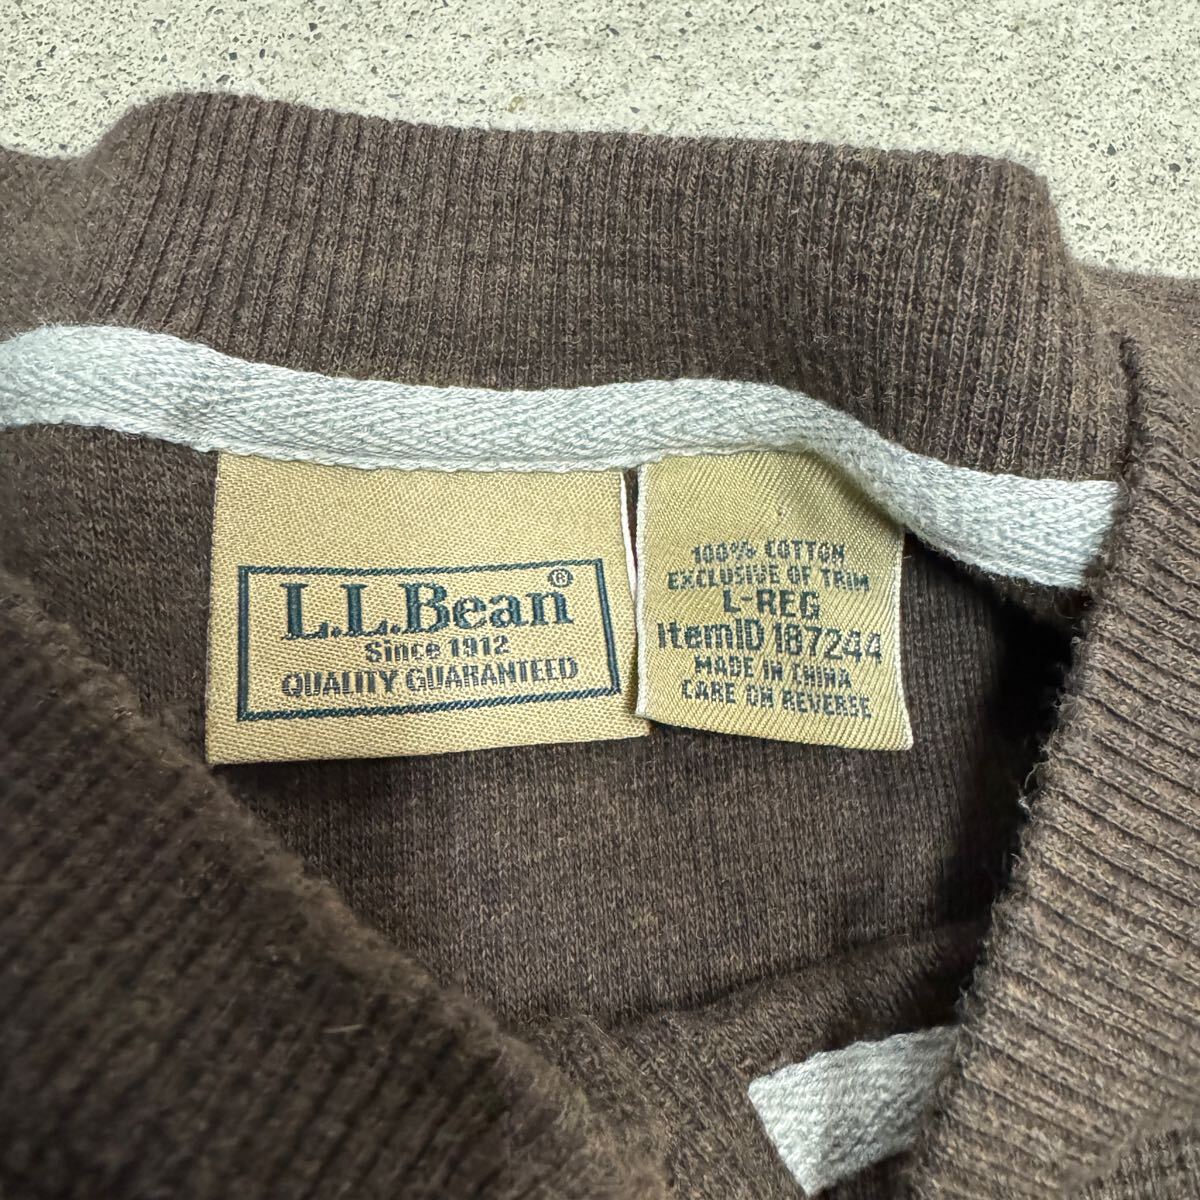 L.L.Bean®
Since 1912
QUALITY GUARANTEED
100% COTTON
EXCLUSIVE OF TRIM
L-REG
ItemID 187244
MADE IN CHINA
CARE ON REVERSE